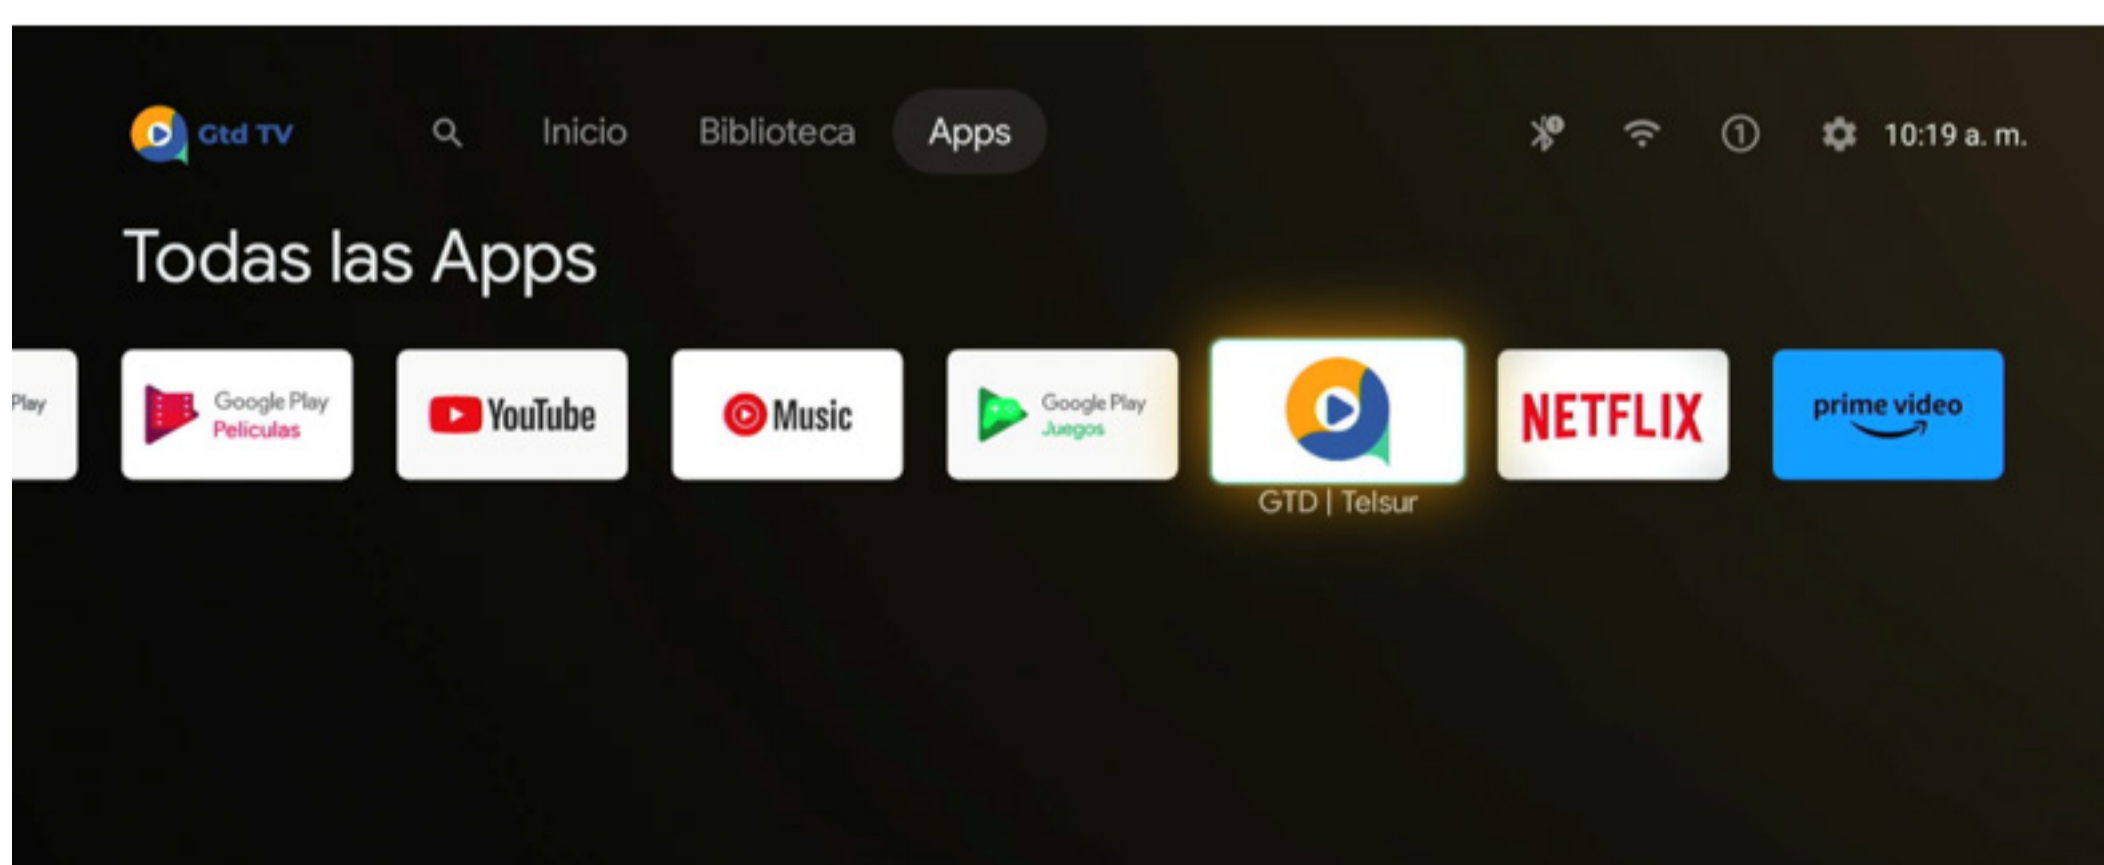 Gtd TV
Inicio
Biblioteca
Apps
1
10:19 a. m.
Todas las Apps
Play
Google Play
Películas
YouTube
Music
Google Play
Juegos
GTD | Telsur
NETFLIX
prime video